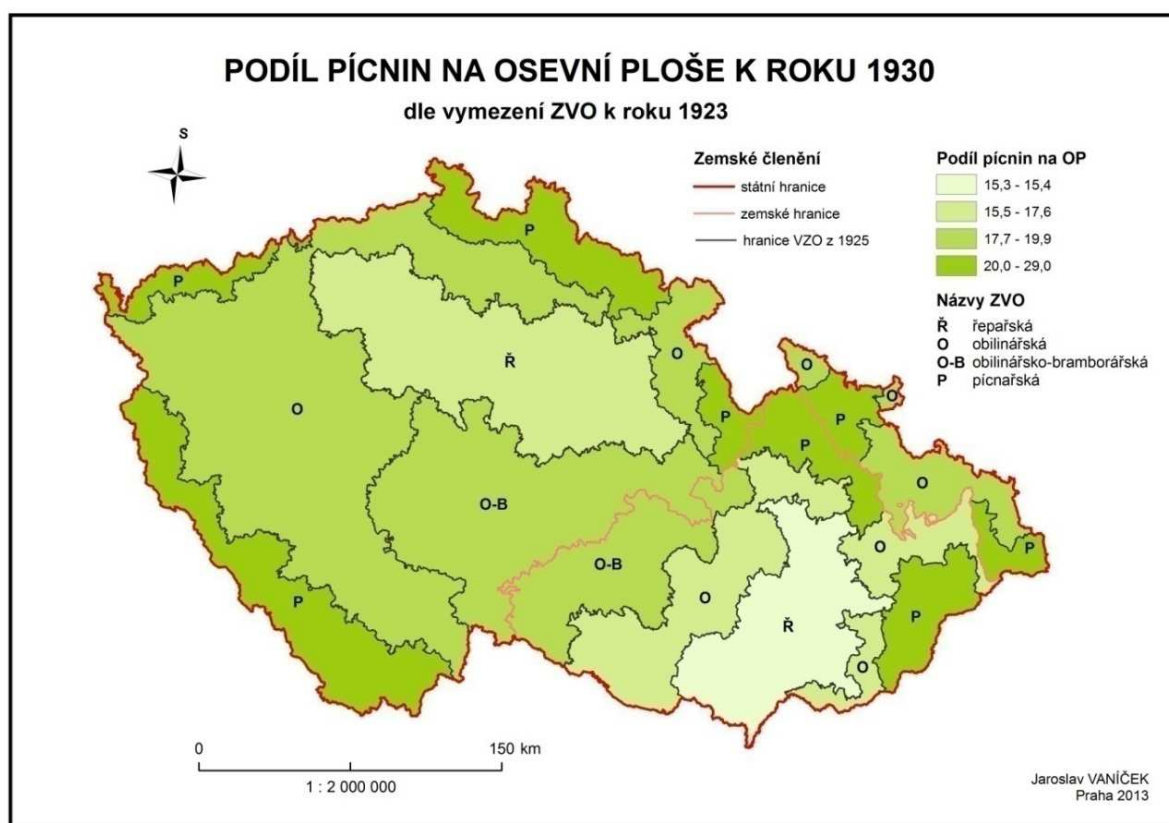 PODÍL PÍCNIN NA OSEVNÍ PLOŠE K ROKU 1930
dle vymezení ZVO k roku 1923
S
Zemské členění
státní hranice
zemské hranice
hranice VZO z 1925
Podíl pícnin na OP
15,3 - 15,4
15,5 - 17,6
17,7 - 19,9
20,0 - 29,0
Názvy ZVO
Ř řepařská
O obilinářská
O-B obilinářsko-bramborářská
P pícnařská
P
P
O
Ř
O
O
O
P
P
P
O
O-B
O
P
O-B
O
P
P
Ř
O
0 150 km
1 : 2 000 000
Jaroslav VANÍČEK
Praha 2013